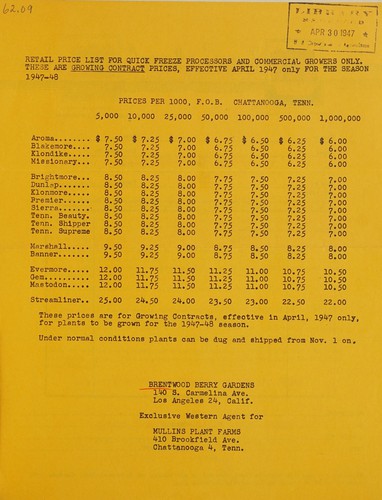 62.09
APR 30 1947
RETAIL PRICE LIST FOR QUICK FREEZE PROCESSORS AND COMMERCIAL GROWERS ONLY.
THESE ARE GROWING CONTRACT PRICES, EFFECTIVE APRIL 1947 only FOR THE SEASON
1947-48
PRICES PER 1000, F.O.B. CHATTANOOGA, TENN.
5,000 10,000 25,000 50,000 100,000 500,000 1,000,000
Aroma........ $ 7.50 $ 7.25 $ 7.00 $ 6.75 $ 6.50 $ 6.25 $ 6.00
Blakemore.... 7.50 7.25 7.00 6.75 6.50 6.25 6.00
Klondike..... 7.50 7.25 7.00 6.75 6.50 6.25 6.00
Missionary... 7.50 7.25 7.00 6.75 6.50 6.25 6.00
Brightmore... 8.50 8.25 8.00 7.75 7.50 7.25 7.00
Dunlap....... 8.50 8.25 8.00 7.75 7.50 7.25 7.00
Klonmore..... 8.50 8.25 8.00 7.75 7.50 7.25 7.00
Premier...... 8.50 8.25 8.00 7.75 7.50 7.25 7.00
Sierra....... 8.50 8.25 8.00 7.75 7.50 7.25 7.00
Tenn. Beauty. 8.50 8.25 8.00 7.75 7.50 7.25 7.00
Tenn. Shipper 8.50 8.25 8.00 7.75 7.50 7.25 7.00
Tenn. Supreme 8.50 8.25 8.00 7.75 7.50 7.25 7.00
Marshall..... 9.50 9.25 9.00 8.75 8.50 8.25 8.00
Banner....... 9.50 9.25 9.00 8.75 8.50 8.25 8.00
Evermore..... 12.00 11.75 11.50 11.25 11.00 10.75 10.50
Gem.......... 12.00 11.75 11.50 11.25 11.00 10.75 10.50
Mastodon..... 12.00 11.75 11.50 11.25 11.00 10.75 10.50
Streamliner.. 25.00 24.50 24.00 23.50 23.00 22.50 22.00
These prices are for Growing Contracts, effective in April, 1947 only,
for plants to be grown for the 1947-48 season.
Under normal conditions plants can be dug and shipped from Nov. 1 on.
BRENTWOOD BERRY GARDENS
140 S. Carmelina Ave.
Los Angeles 24, Calif.
Exclusive Western Agent for
MULLINS PLANT FARMS
410 Brookfield Ave.
Chattanooga 4, Tenn.